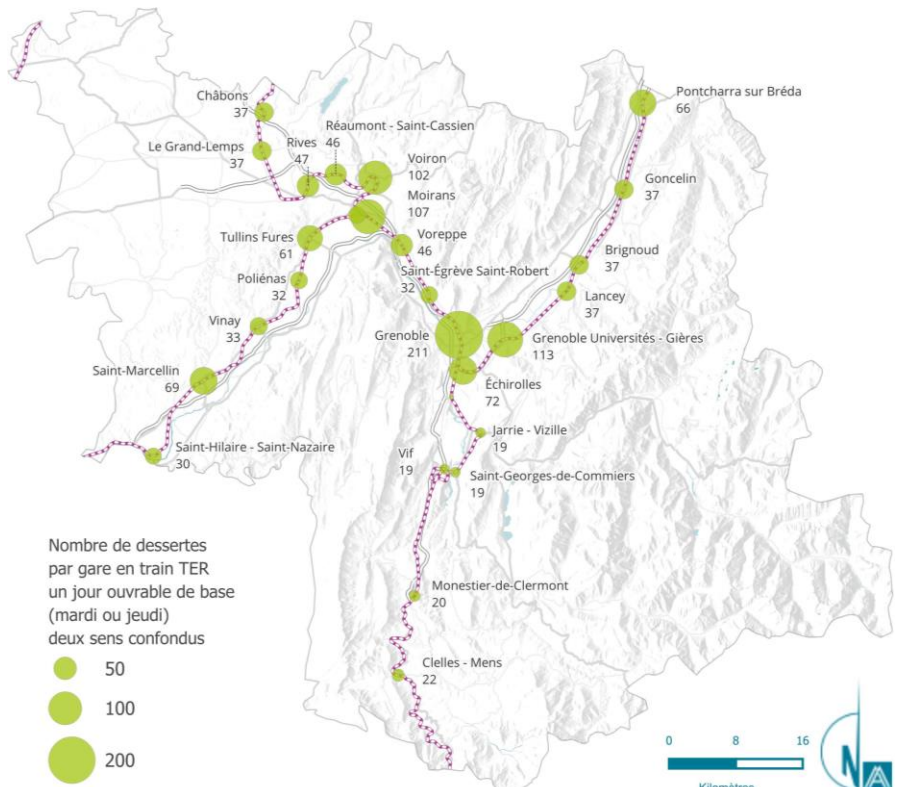 Châbons
37
Le Grand-Lemps
37
Rives
47
Réaumont - Saint-Cassien
46
Voiron
102
Moirans
107
Tullins Fures
61
Voreppe
46
Saint-Égrève Saint-Robert
32
Poliénas
32
Vinay
33
Saint-Marcellin
69
Saint-Hilaire - Saint-Nazaire
30
Pontcharra sur Bréda
66
Goncelin
37
Brignoud
37
Lancey
37
Grenoble
211
Grenoble Universités - Gières
113
Échirolles
72
Jarrie - Vizille
19
Vif
19
Saint-Georges-de-Commiers
19
Monestier-de-Clermont
20
Clelles - Mens
22
Nombre de dessertes
par gare en train TER
un jour ouvrable de base
(mardi ou jeudi)
deux sens confondus
50
100
200
0 8 16
Kilomètres
N